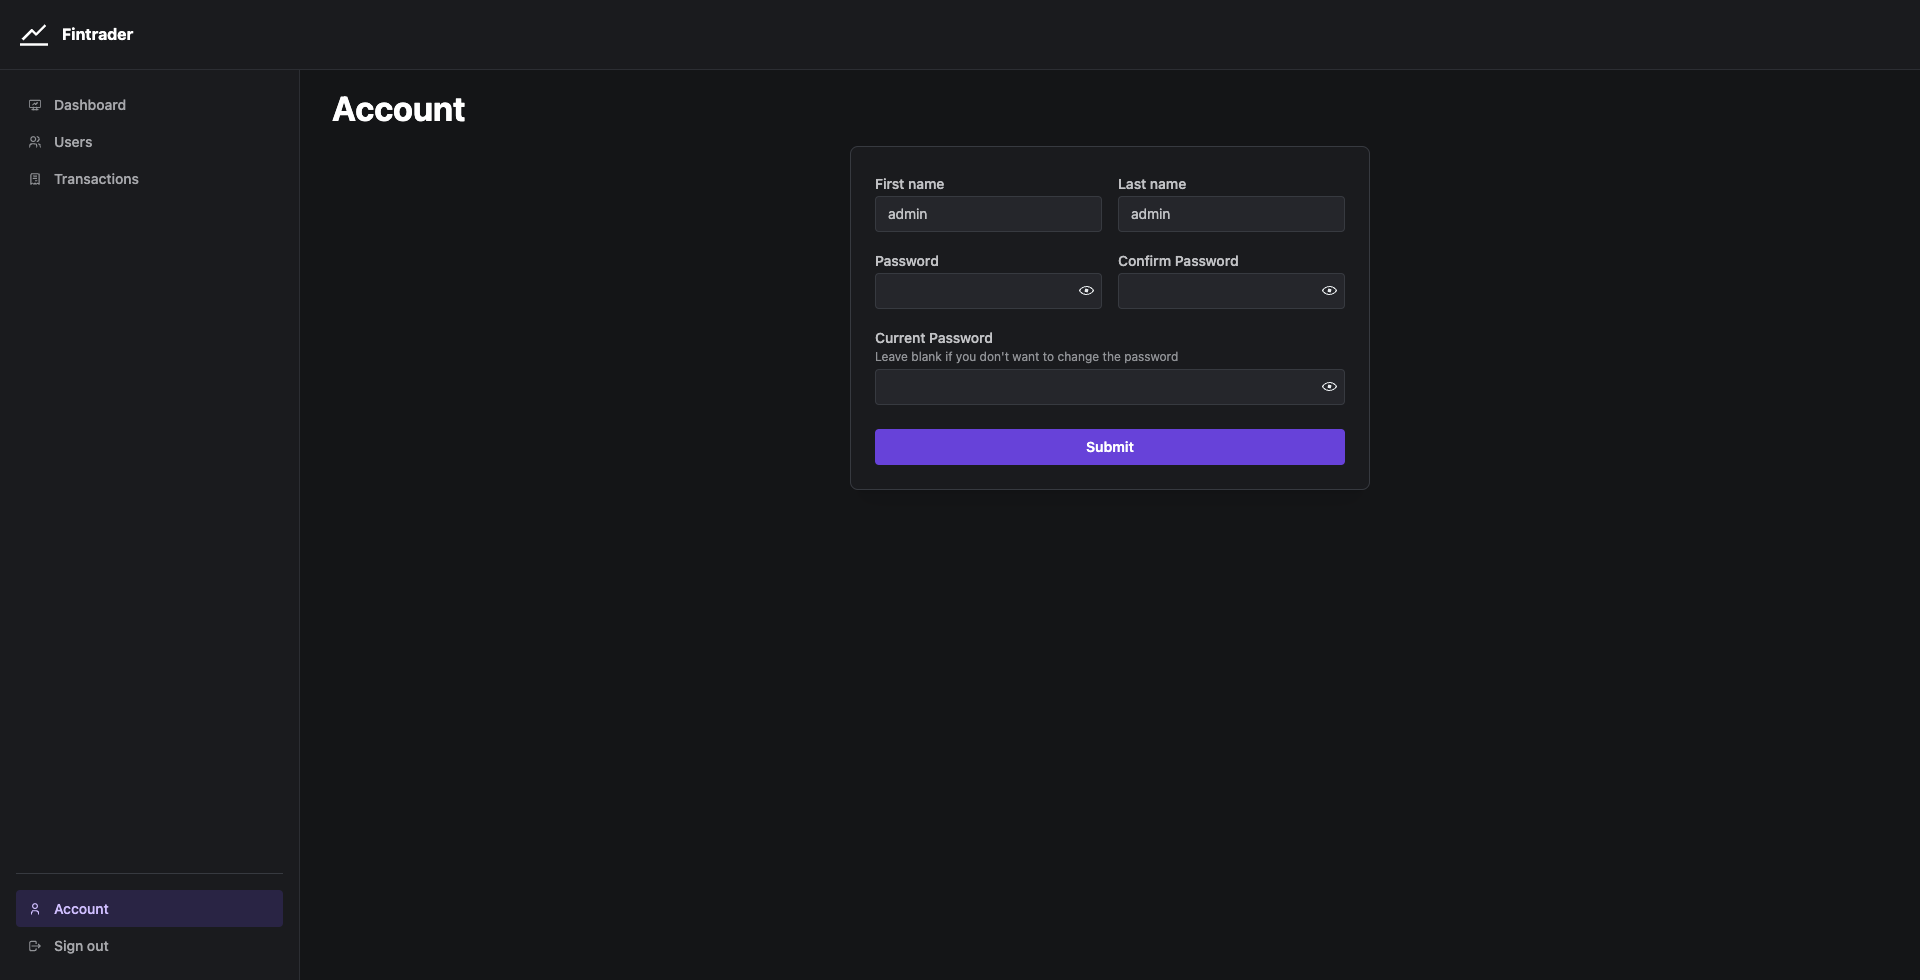 Fintrader
Dashboard
Users
Transactions
Account
First name
Last name
admin
admin
Password
Confirm Password
Current Password
Leave blank if you don't want to change the password
Submit
Account
Sign out